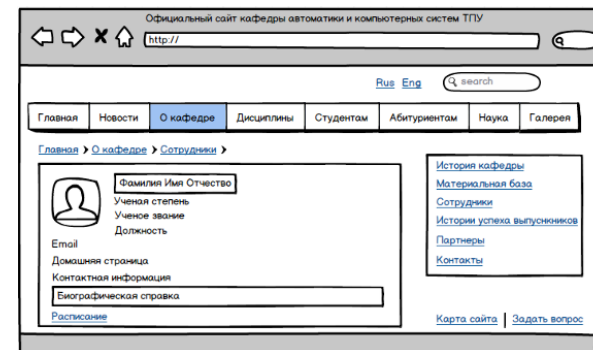 Официальный сайт кафедры автоматики и компьютерных систем ТПУ
http://
Rus Eng search
Главная Новости О кафедре Дисциплины Студентам Абитуриентам Наука Галерея
Главная > О кафедре > Сотрудники >
Фамилия Имя Отчество
Ученая степень
Ученое звание
Должность
Email
Домашняя страница
Контактная информация
Биографическая справка
Расписание
История кафедры
Материальная база
Сотрудники
Истории успеха выпускнников
Партнеры
Контакты
Карта сайта | Задать вопрос